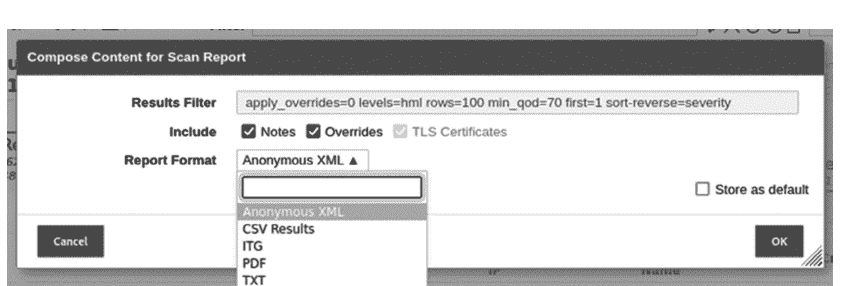 Compose Content for Scan Report
Results Filter
apply_overrides=0 levels=hml rows=100 min_qod=70 first=1 sort-reverse=severity
Include
Notes
Overrides
TLS Certificates
Report Format
Anonymous XML ▲
Store as default
Anonymous XML
CSV Results
ITG
PDF
TXT
Cancel
OK